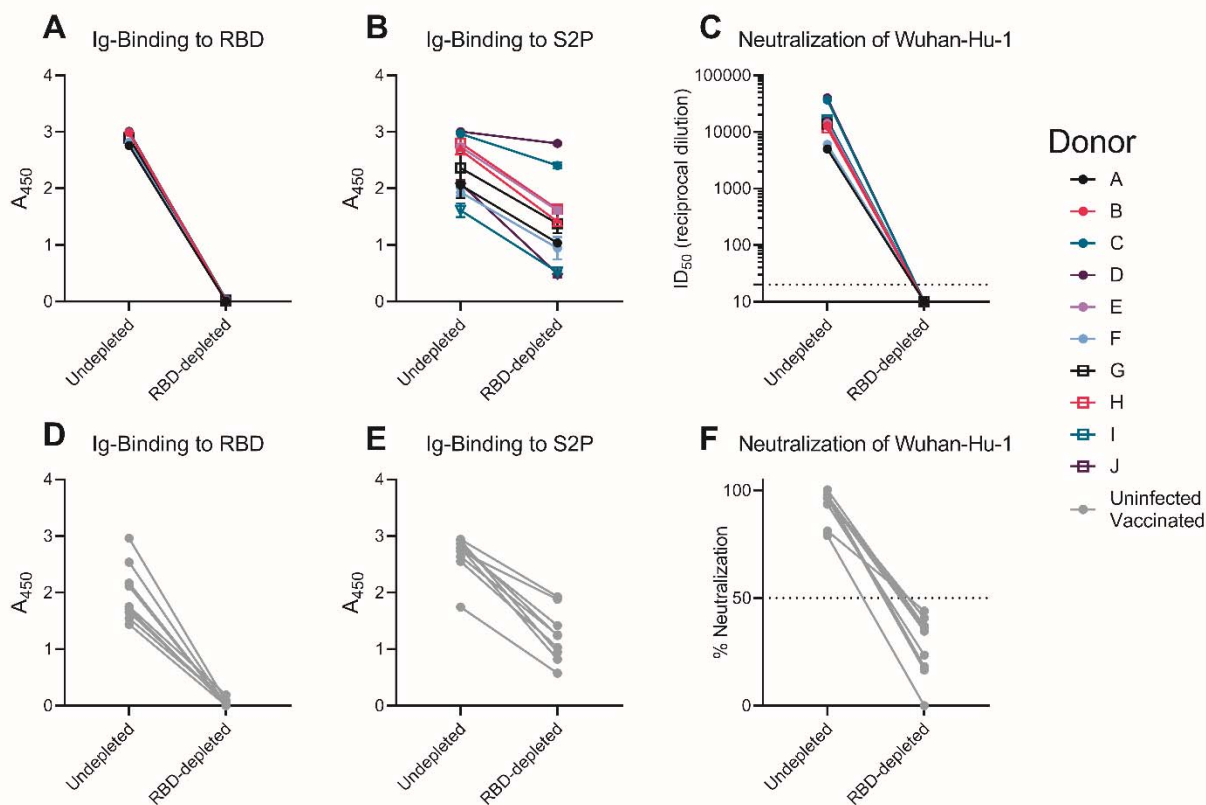 A
Ig-Binding to RBD
A450
4
3
2
1
0
Undepleted
RBD-depleted
B
Ig-Binding to S2P
A450
4
3
2
1
0
Undepleted
RBD-depleted
C
Neutralization of Wuhan-Hu-1
ID50 (reciprocal dilution)
100000
10000
1000
100
10
Undepleted
RBD-depleted
Donor
A
B
C
D
E
F
G
H
I
J
Uninfected
Vaccinated
D
Ig-Binding to RBD
A450
4
3
2
1
0
Undepleted
RBD-depleted
E
Ig-Binding to S2P
A450
4
3
2
1
0
Undepleted
RBD-depleted
F
Neutralization of Wuhan-Hu-1
% Neutralization
100
50
0
Undepleted
RBD-depleted